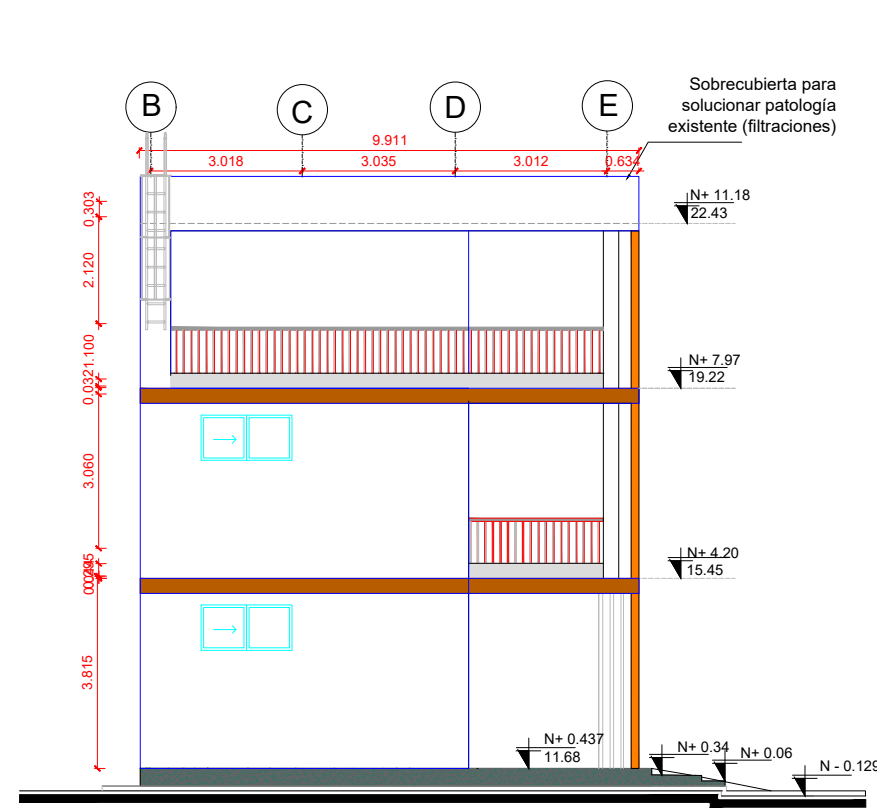 Sobrecubierta para
solucionar patología
existente (filtraciones)
B
C
D
E
9.911
3.018
3.035
3.012
0.634
0.303
N+ 11.18
22.43
2.120
1.100
N+ 7.97
19.22
0.032
3.060
N+ 4.20
15.45
3.815
N+ 0.437
11.68
N+ 0.34
N+ 0.06
N - 0.129